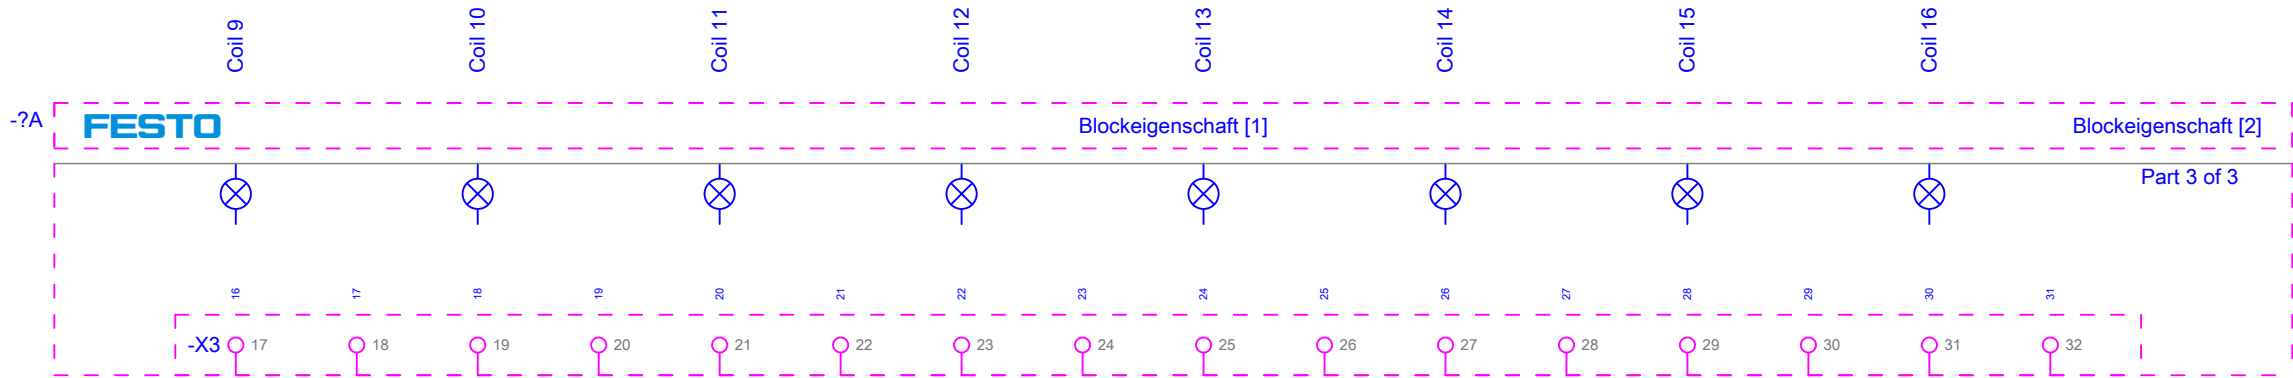 Coil 9 Coil 10 Coil 11 Coil 12 Coil 13 Coil 14 Coil 15 Coil 16
-?A FESTO Blockeigenschaft [1] Blockeigenschaft [2]
Part 3 of 3
16 17 18 19 20 21 22 23 24 25 26 27 28 29 30 31
-X3 17 18 19 20 21 22 23 24 25 26 27 28 29 30 31 32